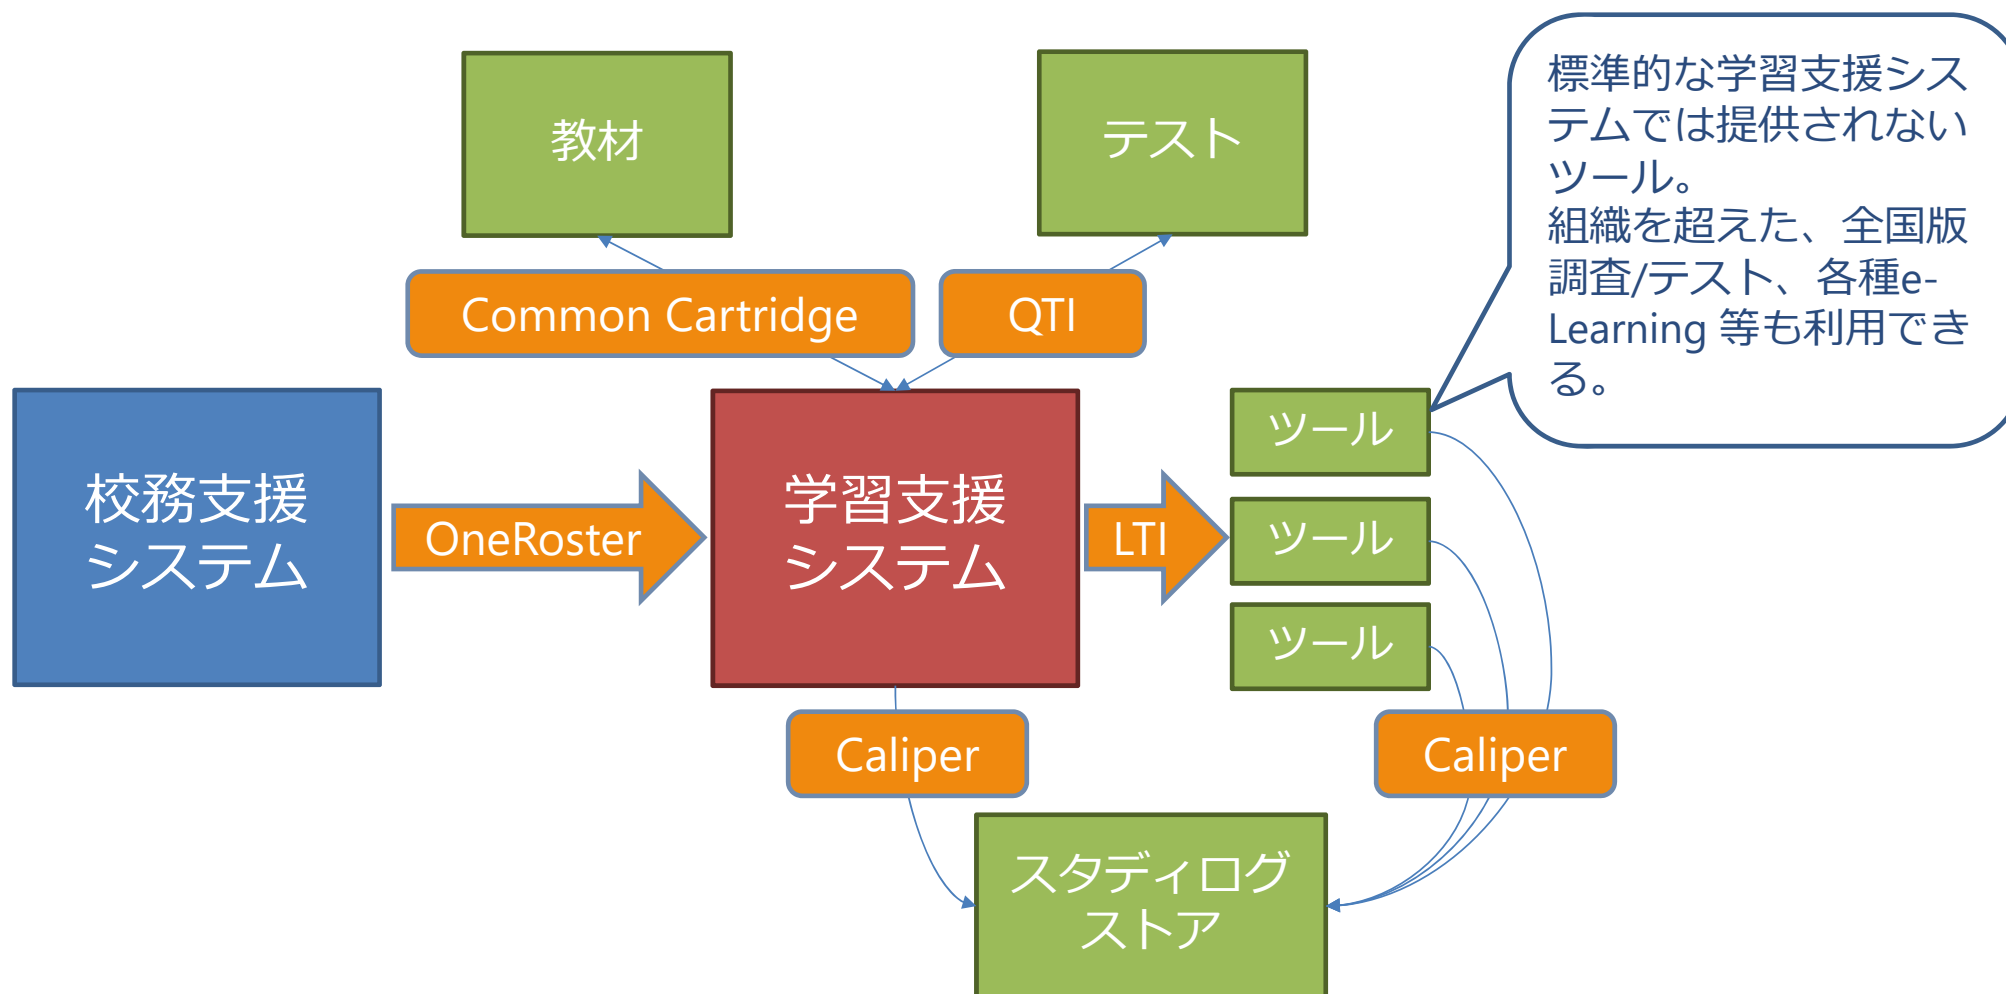 教材
テスト
標準的な学習支援シス
テムでは提供されない
ツール。
組織を超えた、全国版
調査/テスト、各種e-
Learning 等も利用でき
る。
Common Cartridge
QTI
校務支援
システム
OneRoster
学習支援
システム
LTI
ツール
ツール
ツール
Caliper
Caliper
スタディログ
ストア